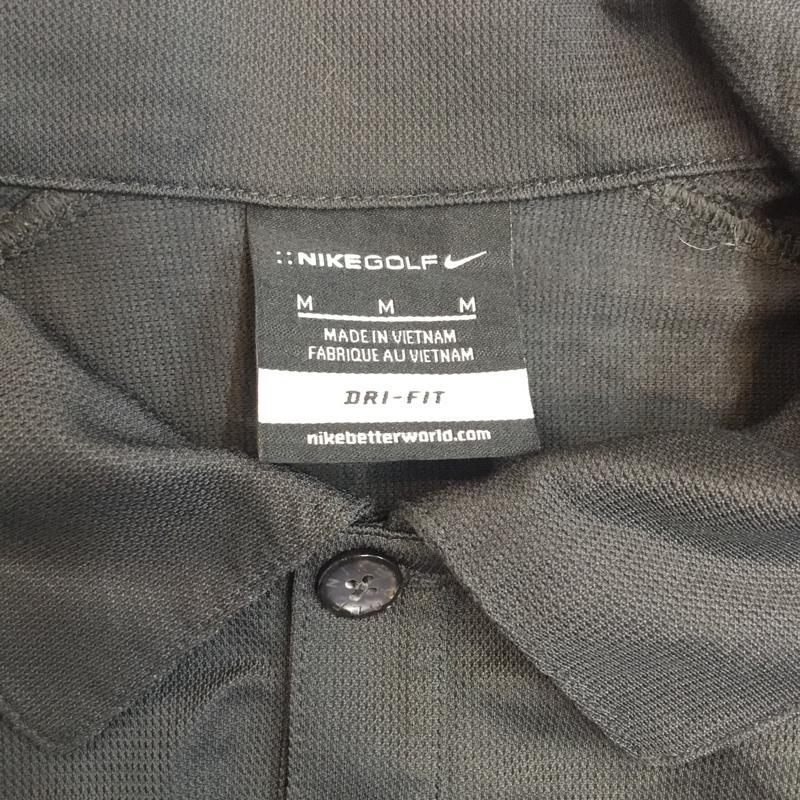 ::NIKEGOLF
M M M
MADE IN VIETNAM
FABRIQUE AU VIETNAM
DRI-FIT
nikebetterworld.com